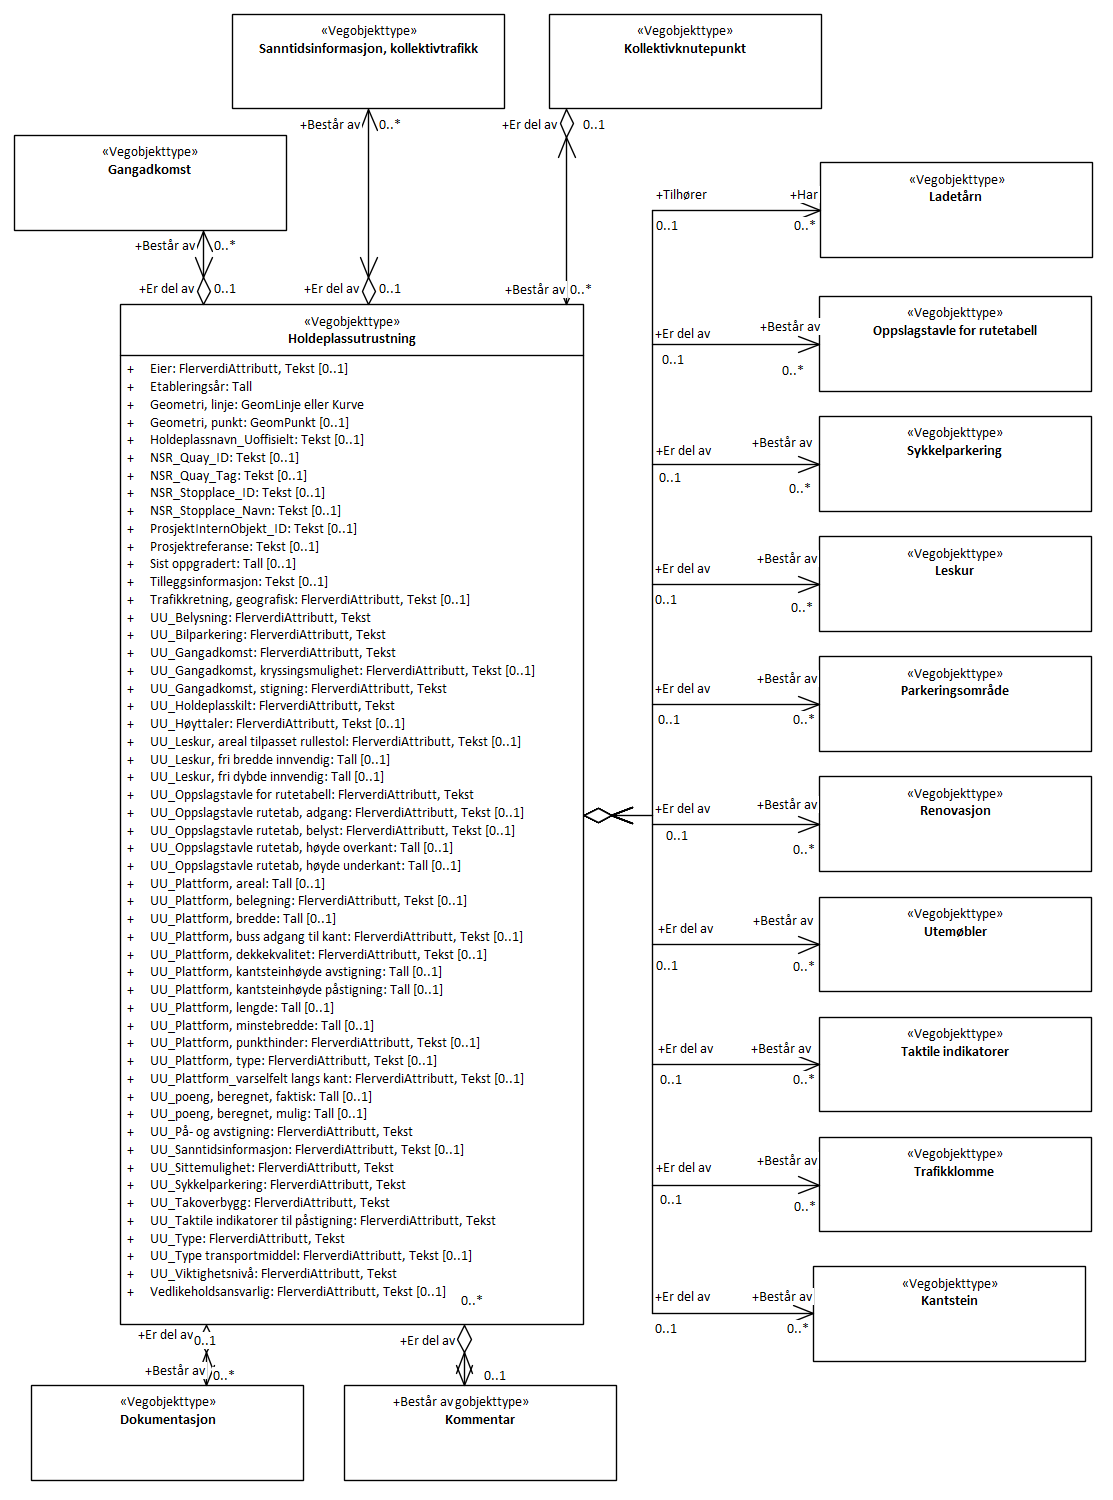 «Vegobjekttype»
Sanntidsinformasjon, kollektivtrafikk
«Vegobjekttype»
Kollektivknutepunkt
+Består av
0..*
+Er del av
0..1
«Vegobjekttype»
Gangadkomst
+Består av
0..*
+Er del av
0..1
+Er del av
0..1
+Består av
0..*
«Vegobjekttype»
Holdeplassutrustning
+ Eier: FlerverdiAttributt, Tekst [0..1]
+ Etableringsår: Tall
+ Geometri, linje: GeomLinje eller Kurve
+ Geometri, punkt: GeomPunkt [0..1]
+ Holdeplassnavn_Uoffisielt: Tekst [0..1]
+ NSR_Quay_ID: Tekst [0..1]
+ NSR_Quay_Tag: Tekst [0..1]
+ NSR_Stopplace_ID: Tekst [0..1]
+ NSR_Stopplace_Navn: Tekst [0..1]
+ ProsjektInternObjekt_ID: Tekst [0..1]
+ Prosjektreferanse: Tekst [0..1]
+ Sist oppgradert: Tall [0..1]
+ Tilleggsinformasjon: Tekst [0..1]
+ Trafikkretning, geografisk: FlerverdiAttributt, Tekst [0..1]
+ UU_Belysning: FlerverdiAttributt, Tekst
+ UU_Bilparkering: FlerverdiAttributt, Tekst
+ UU_Gangadkomst: FlerverdiAttributt, Tekst
+ UU_Gangadkomst, kryssingsmulighet: FlerverdiAttributt, Tekst [0..1]
+ UU_Gangadkomst, stigning: FlerverdiAttributt, Tekst
+ UU_Holdeplasskilt: FlerverdiAttributt, Tekst
+ UU_Høyttaler: FlerverdiAttributt, Tekst [0..1]
+ UU_Leskur, areal tilpasset rullestol: FlerverdiAttributt, Tekst [0..1]
+ UU_Leskur, fri bredde innvendig: Tall [0..1]
+ UU_Leskur, fri dybde innvendig: Tall [0..1]
+ UU_Oppslagstavle for rutetabell: FlerverdiAttributt, Tekst
+ UU_Oppslagstavle rutetab, adgang: FlerverdiAttributt, Tekst [0..1]
+ UU_Oppslagstavle rutetab, belyst: FlerverdiAttributt, Tekst [0..1]
+ UU_Oppslagstavle rutetab, høyde overkant: Tall [0..1]
+ UU_Oppslagstavle rutetab, høyde underkant: Tall [0..1]
+ UU_Plattform, areal: Tall [0..1]
+ UU_Plattform, belegning: FlerverdiAttributt, Tekst [0..1]
+ UU_Plattform, bredde: Tall [0..1]
+ UU_Plattform, buss adgang til kant: FlerverdiAttributt, Tekst [0..1]
+ UU_Plattform, dekkekvalitet: FlerverdiAttributt, Tekst [0..1]
+ UU_Plattform, kantsteinhøyde avstigning: Tall [0..1]
+ UU_Plattform, kantsteinhøyde påstigning: Tall [0..1]
+ UU_Plattform, lengde: Tall [0..1]
+ UU_Plattform, minstebredde: Tall [0..1]
+ UU_Plattform, punkthinder: FlerverdiAttributt, Tekst [0..1]
+ UU_Plattform, type: FlerverdiAttributt, Tekst [0..1]
+ UU_Plattform_varselfelt langs kant: FlerverdiAttributt, Tekst [0..1]
+ UU_poeng, beregnet, faktisk: Tall [0..1]
+ UU_poeng, beregnet, mulig: Tall [0..1]
+ UU_På- og avstigning: FlerverdiAttributt, Tekst
+ UU_Sanntidsinformasjon: FlerverdiAttributt, Tekst [0..1]
+ UU_Sittemulighet: FlerverdiAttributt, Tekst
+ UU_Sykkelparkering: FlerverdiAttributt, Tekst
+ UU_Takoverbygg: FlerverdiAttributt, Tekst
+ UU_Taktile indikatorer til påstigning: FlerverdiAttributt, Tekst
+ UU_Type: FlerverdiAttributt, Tekst
+ UU_Type transportmiddel: FlerverdiAttributt, Tekst [0..1]
+ UU_Viktighetsnivå: FlerverdiAttributt, Tekst
+ Vedlikeholdsansvarlig: FlerverdiAttributt, Tekst [0..1]
0..*
+Tilhører
+Har
0..1
0..*
«Vegobjekttype»
Ladetårn
+Er del av
+Består av
0..1
0..*
«Vegobjekttype»
Oppslagstavle for rutetabell
+Er del av
+Består av
0..1
0..*
«Vegobjekttype»
Sykkelparkering
+Er del av
+Består av
0..1
0..*
«Vegobjekttype»
Leskur
+Er del av
+Består av
0..1
0..*
«Vegobjekttype»
Parkeringsområde
+Er del av
+Består av
0..1
0..*
«Vegobjekttype»
Renovasjon
+Er del av
+Består av
0..1
0..*
«Vegobjekttype»
Utemøbler
+Er del av
+Består av
0..1
0..*
«Vegobjekttype»
Taktile indikatorer
+Er del av
+Består av
0..1
0..*
«Vegobjekttype»
Trafikklomme
+Er del av
+Består av
0..1
0..*
«Vegobjekttype»
Kantstein
+Er del av
0..1
+Består av
0..*
«Vegobjekttype»
Dokumentasjon
+Er del av
0..1
+Består av
gobjekttype»
Kommentar